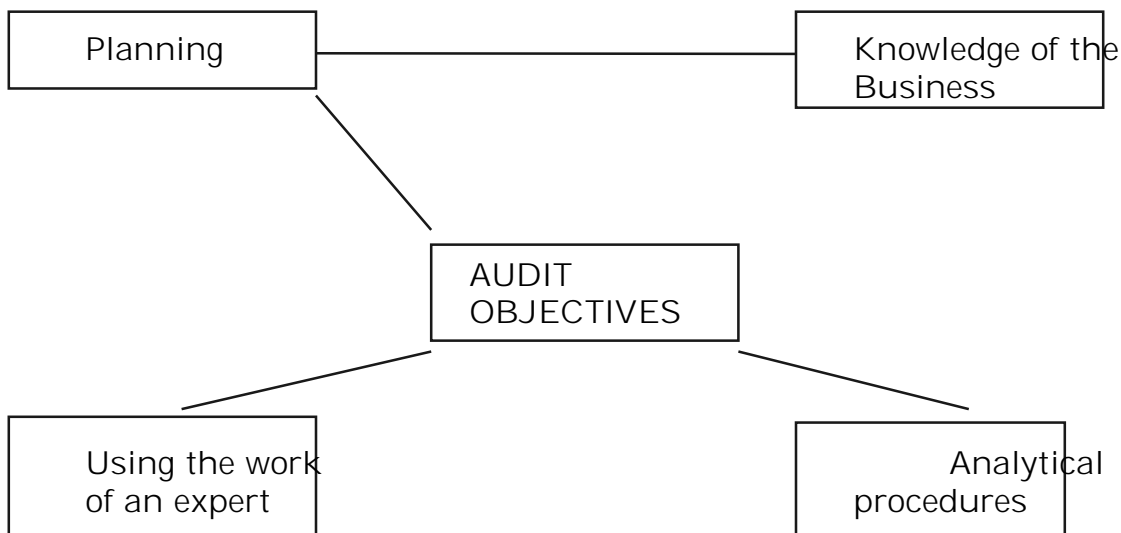 Planning
Knowledge of the
Business
AUDIT
OBJECTIVES
Using the work
of an expert
Analytical
procedures